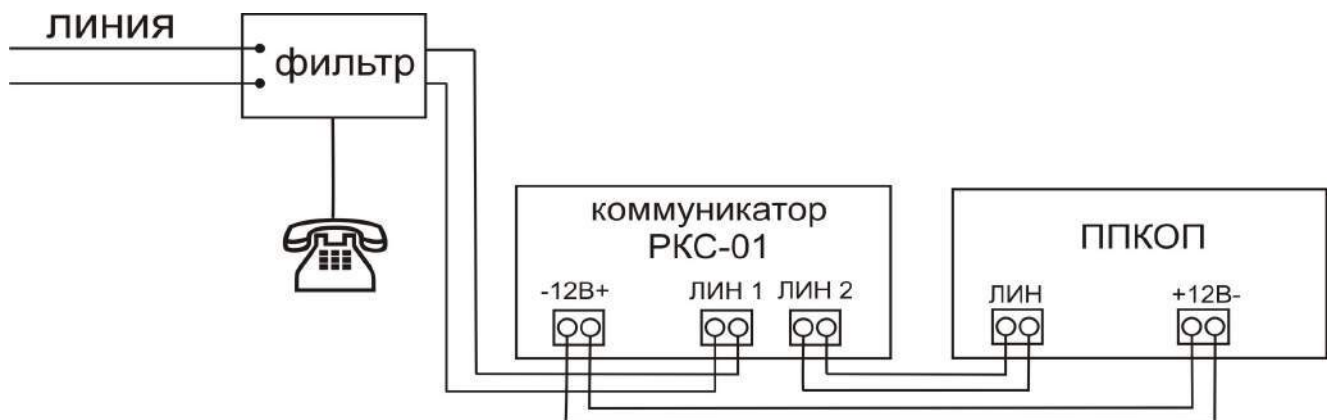 ЛИНИЯ
фильтр
коммуникатор
РКС-01
ППКОП
-12В+
ЛИН 1
ЛИН 2
ЛИН
+12В-